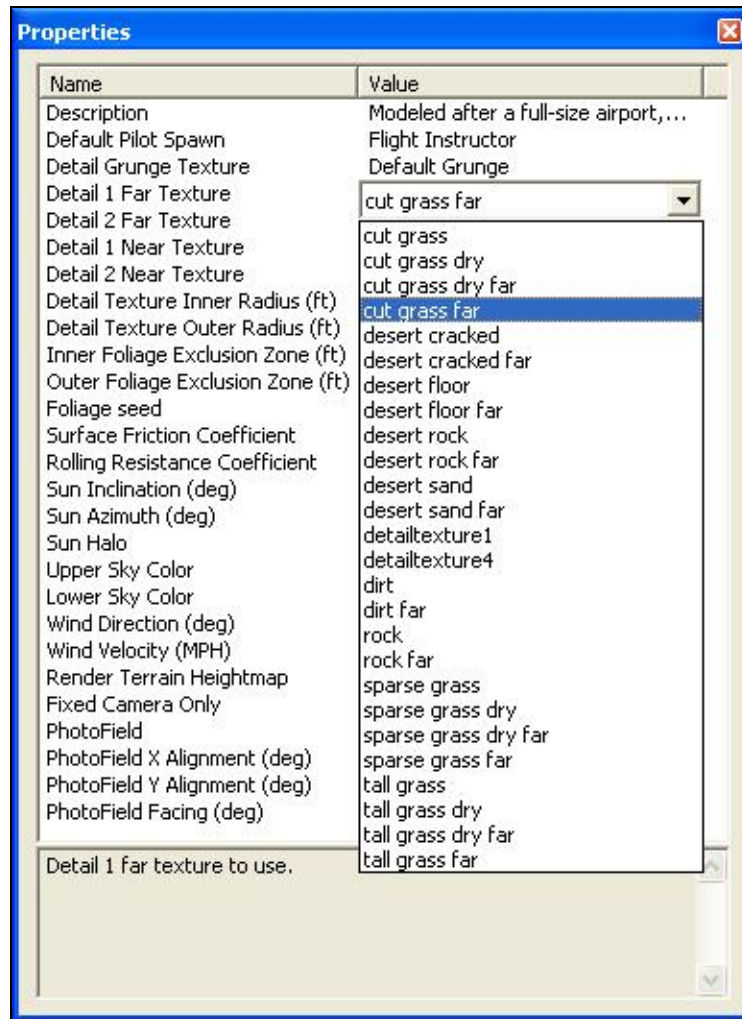 Properties
Name Value
Description Modeled after a full-size airport,...
Default Pilot Spawn Flight Instructor
Detail Grunge Texture Default Grunge
Detail 1 Far Texture cut grass far
Detail 2 Far Texture
Detail 1 Near Texture
Detail 2 Near Texture
Detail Texture Inner Radius (ft)
Detail Texture Outer Radius (ft)
Inner Foliage Exclusion Zone (ft)
Outer Foliage Exclusion Zone (ft)
Foliage seed
Surface Friction Coefficient
Rolling Resistance Coefficient
Sun Inclination (deg)
Sun Azimuth (deg)
Sun Halo
Upper Sky Color
Lower Sky Color
Wind Direction (deg)
Wind Velocity (MPH)
Render Terrain Heightmap
Fixed Camera Only
PhotoField
PhotoField X Alignment (deg)
PhotoField Y Alignment (deg)
PhotoField Facing (deg)
cut grass
cut grass dry
cut grass dry far
cut grass far
desert cracked
desert cracked far
desert floor
desert floor far
desert rock
desert rock far
desert sand
desert sand far
detailtexture1
detailtexture4
dirt
dirt far
rock
rock far
sparse grass
sparse grass dry
sparse grass dry far
sparse grass far
tall grass
tall grass dry
tall grass dry far
tall grass far
Detail 1 far texture to use.